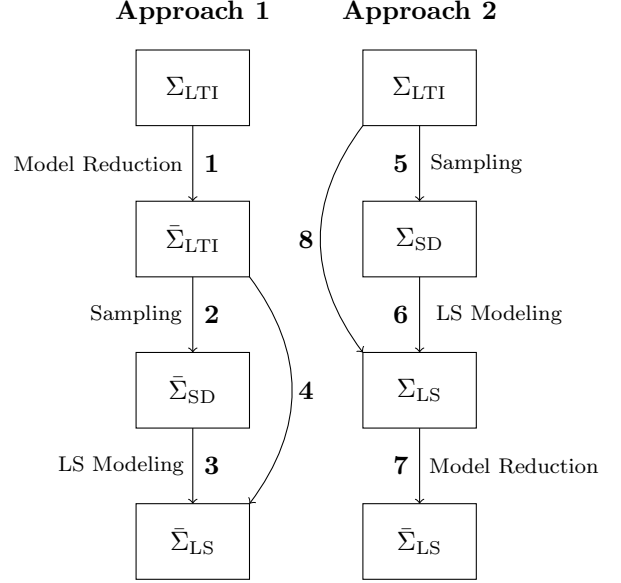 Approach 1
Σ_LTI
Model Reduction 1
Σ̄_LTI
Sampling 2
4
Σ̄_SD
LS Modeling 3
Σ̄_LS
Approach 2
Σ_LTI
5 Sampling
8
Σ_SD
6 LS Modeling
Σ_LS
7 Model Reduction
Σ̄_LS